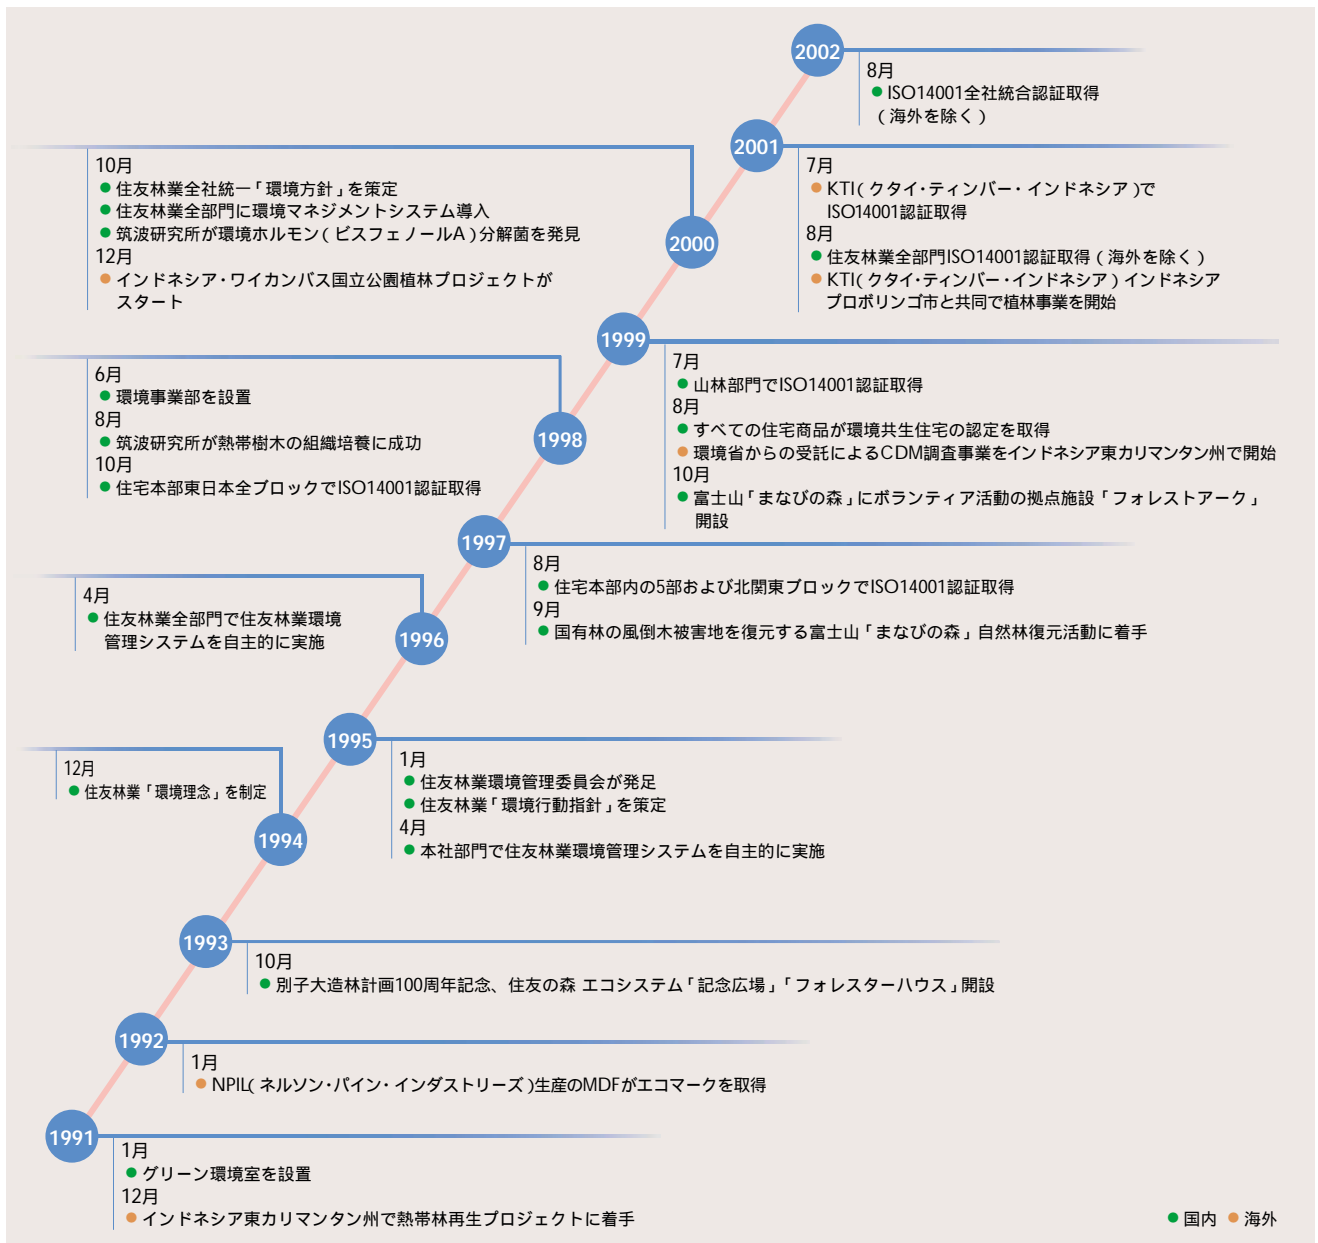 2002
8月
● ISO14001全社統合認証取得
(海外を除く)
2001
7月
● KTI(クタイ・ティンバー・インドネシア)で
ISO14001認証取得
8月
● 住友林業全部門ISO14001認証取得(海外を除く)
● KTI(クタイ・ティンバー・インドネシア)インドネシア
プロボリンゴ市と共同で植林事業を開始
2000
10月
● 住友林業全社統一「環境方針」を策定
● 住友林業全部門に環境マネジメントシステム導入
● 筑波研究所が環境ホルモン(ビスフェノールA)分解菌を発見
12月
● インドネシア・ワイカンバス国立公園植林プロジェクトが
スタート
1999
7月
● 山林部門でISO14001認証取得
8月
● すべての住宅商品が環境共生住宅の認定を取得
● 環境省からの受託によるCDM調査事業をインドネシア東カリマンタン州で開始
10月
● 富士山「まなびの森」にボランティア活動の拠点施設「フォレストアーク」
開設
1998
6月
● 環境事業部を設置
8月
● 筑波研究所が熱帯樹木の組織培養に成功
10月
● 住宅本部東日本全ブロックでISO14001認証取得
1997
8月
● 住宅本部内の5部および北関東ブロックでISO14001認証取得
9月
● 国有林の風倒木被害地を復元する富士山「まなびの森」自然林復元活動に着手
1996
4月
● 住友林業全部門で住友林業環境
管理システムを自主的に実施
1995
1月
● 住友林業環境管理委員会が発足
● 住友林業「環境行動指針」を策定
4月
● 本社部門で住友林業環境管理システムを自主的に実施
1994
12月
● 住友林業「環境理念」を制定
1993
10月
● 別子大造林計画100周年記念、住友の森 エコシステム「記念広場」「フォレスターハウス」開設
1992
1月
● NPIL(ネルソン・パイン・インダストリーズ)生産のMDFがエコマークを取得
1991
1月
● グリーン環境室を設置
12月
● インドネシア東カリマンタン州で熱帯林再生プロジェクトに着手
● 国内 ● 海外